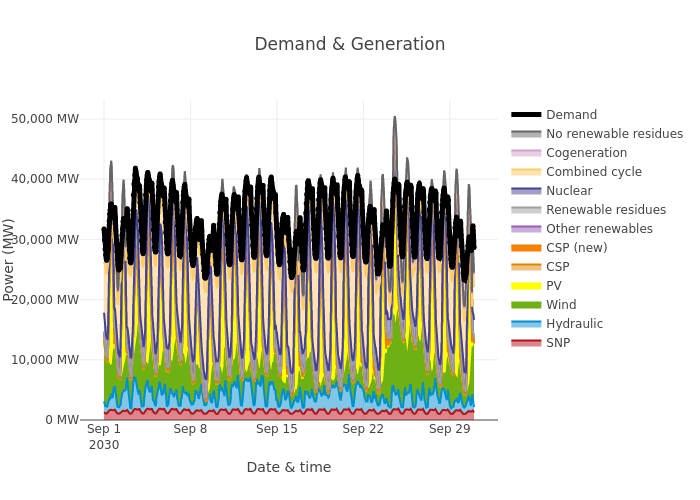 Demand & Generation
50,000 MW
40,000 MW
30,000 MW
20,000 MW
10,000 MW
0 MW
Power (MW)
Sep 1
2030
Sep 8
Sep 15
Sep 22
Sep 29
Date & time
Demand
No renewable residues
Cogeneration
Combined cycle
Nuclear
Renewable residues
Other renewables
CSP (new)
CSP
PV
Wind
Hydraulic
SNP